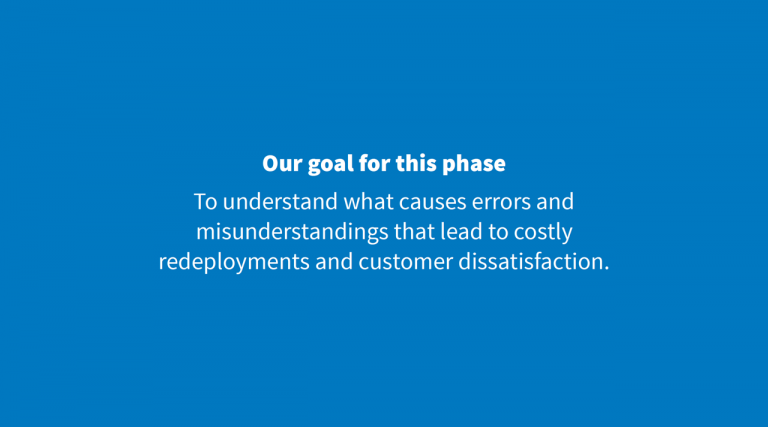 Our goal for this phase
To understand what causes errors and
misunderstandings that lead to costly
redeployments and customer dissatisfaction.